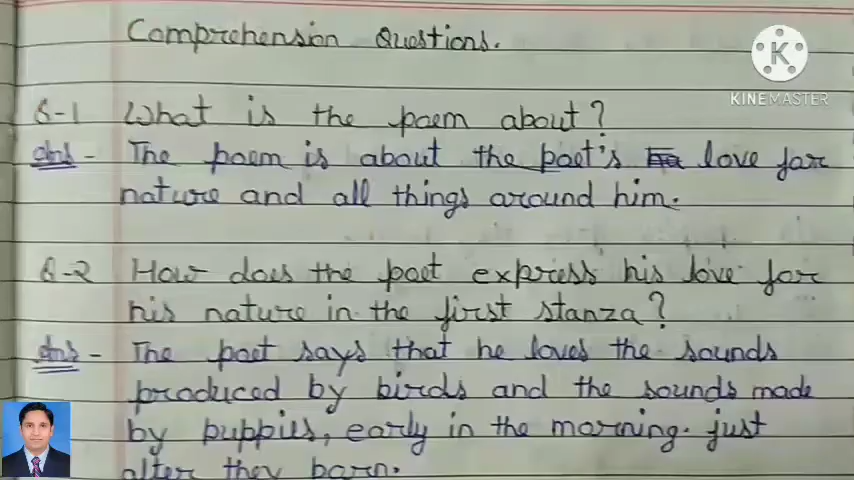 Comprehension Questions.
KINEMASTER
Q-1 What is the poem about?
Ans - The poem is about the poet's love for
nature and all things around him.
Q-2 How does the poet express his love for
his nature in the first stanza?
Ans - The poet says that he loves the sounds
produced by birds and the sounds made
by puppies, early in the morning. just
after they born.